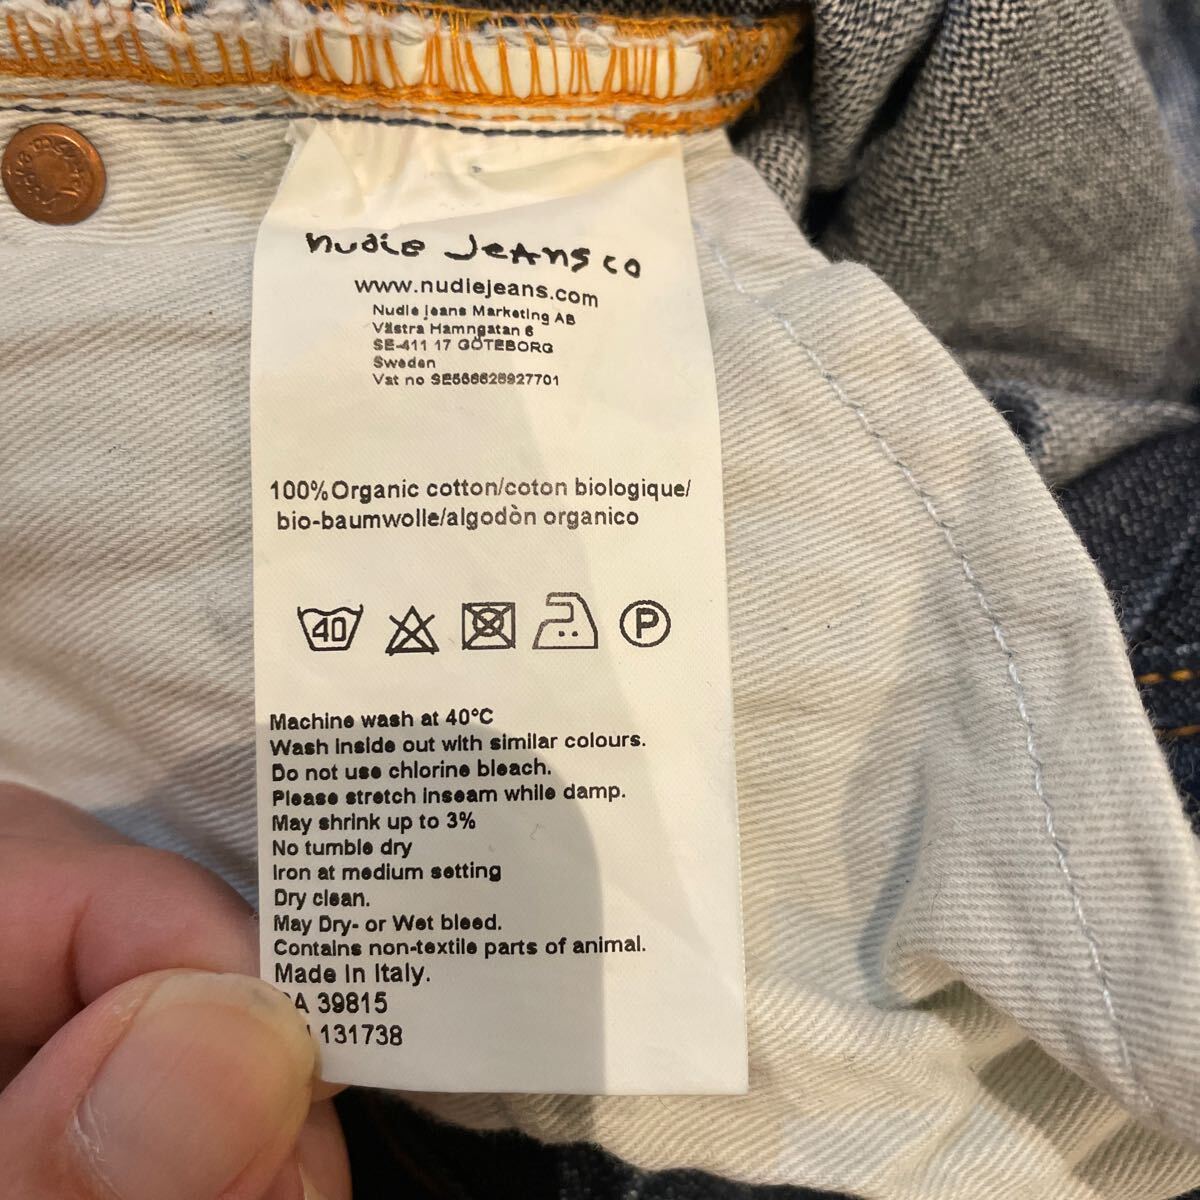 nudie jeans co
www.nudiejeans.com
Nudie Jeans Marketing AB
Västra Hamngatan 6
SE-411 17 GÖTEBORG
Sweden
Vat no SE556628927701
100%Organic cotton/coton biologique/
bio-baumwolle/algodòn organico
40 P
Machine wash at 40°C
Wash inside out with similar colours.
Do not use chlorine bleach.
Please stretch inseam while damp.
May shrink up to 3%
No tumble dry
Iron at medium setting
Dry clean.
May Dry- or Wet bleed.
Contains non-textile parts of animal.
Made in Italy.
39815
131738